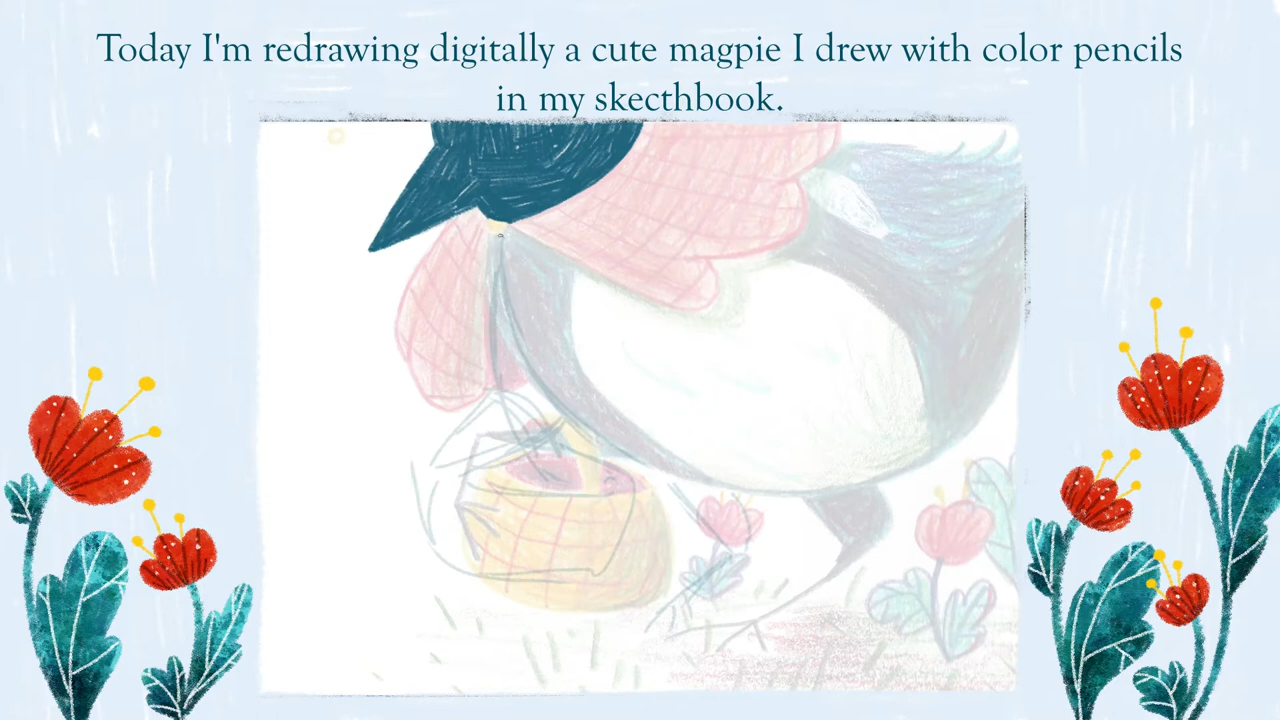 Today I'm redrawing digitally a cute magpie I drew with color pencils
in my skecthbook.